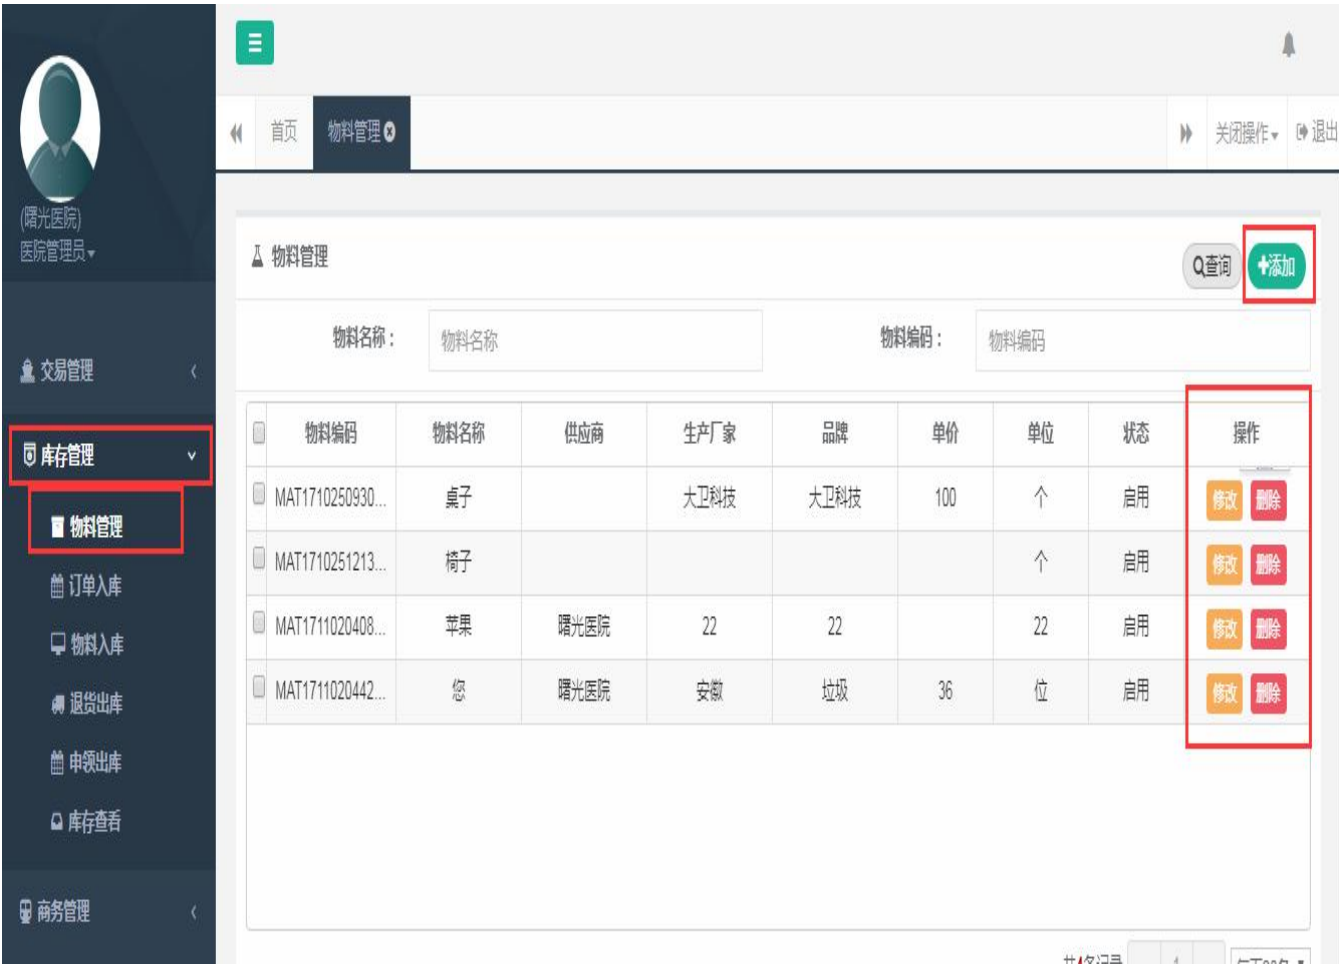 首页
物料管理
关闭操作
退出
(曙光医院)
医院管理员
物料管理
查询
添加
物料名称：
物料名称
物料编码：
物料编码
交易管理
库存管理
物料管理
订单入库
物料入库
退货出库
申领出库
库存查看
商务管理
物料编码 物料名称 供应商 生产厂家 品牌 单价 单位 状态 操作
MAT1710250930... 桌子 大卫科技 大卫科技 100 个 启用 修改 删除
MAT1710251213... 椅子 个 启用 修改 删除
MAT1711020408... 苹果 曙光医院 22 22 22 启用 修改 删除
MAT1711020442... 您 曙光医院 安徽 垃圾 36 位 启用 修改 删除
共4条记录
1